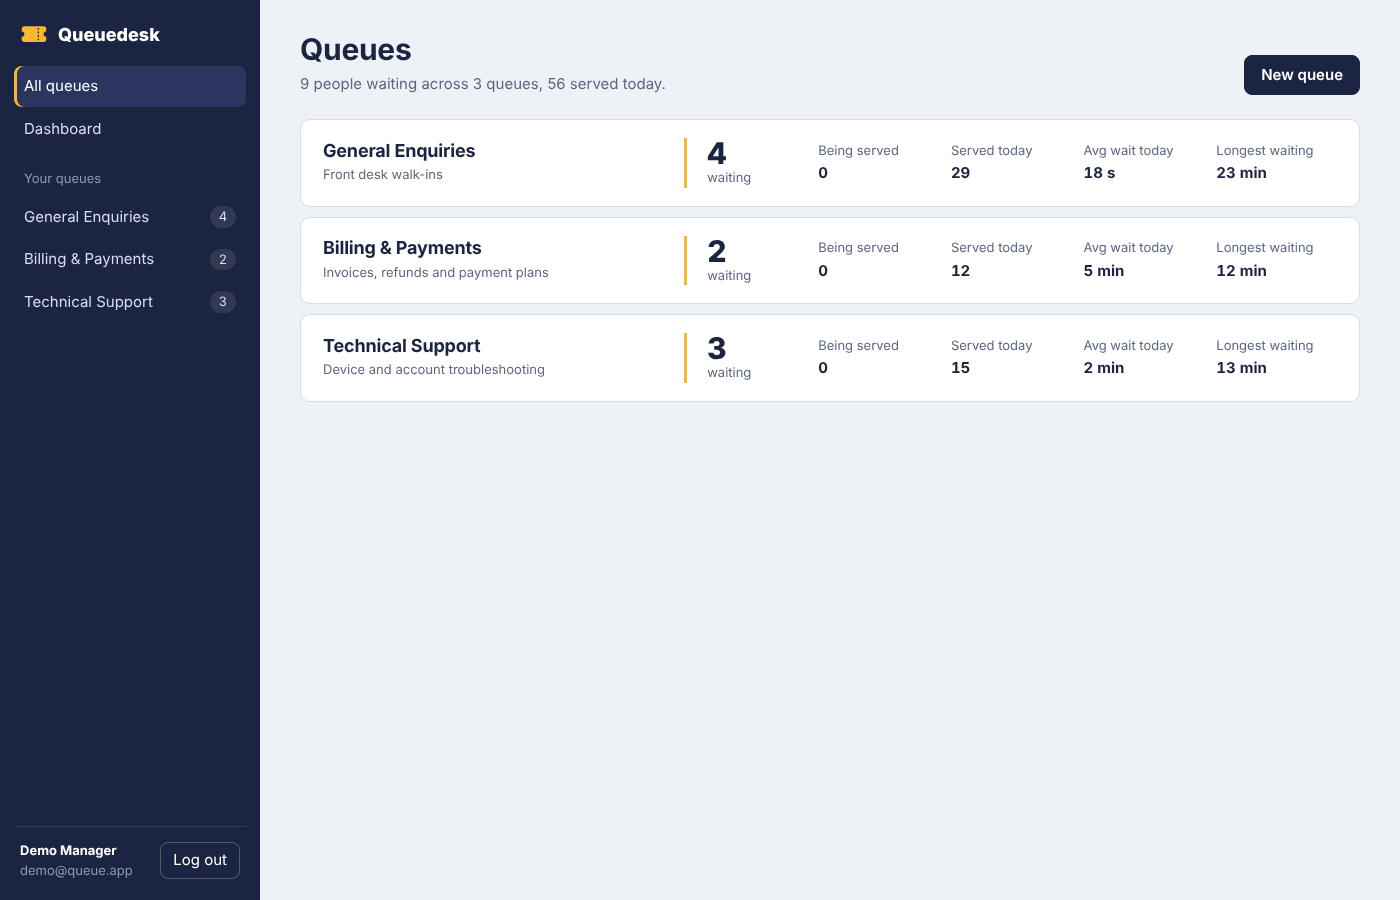 Queuedesk
All queues
Dashboard
Your queues
General Enquiries 4
Billing & Payments 2
Technical Support 3
Demo Manager
demo@queue.app
Log out
Queues
9 people waiting across 3 queues, 56 served today.
New queue
General Enquiries
Front desk walk-ins
4
waiting
Being served
0
Served today
29
Avg wait today
18 s
Longest waiting
23 min
Billing & Payments
Invoices, refunds and payment plans
2
waiting
Being served
0
Served today
12
Avg wait today
5 min
Longest waiting
12 min
Technical Support
Device and account troubleshooting
3
waiting
Being served
0
Served today
15
Avg wait today
2 min
Longest waiting
13 min